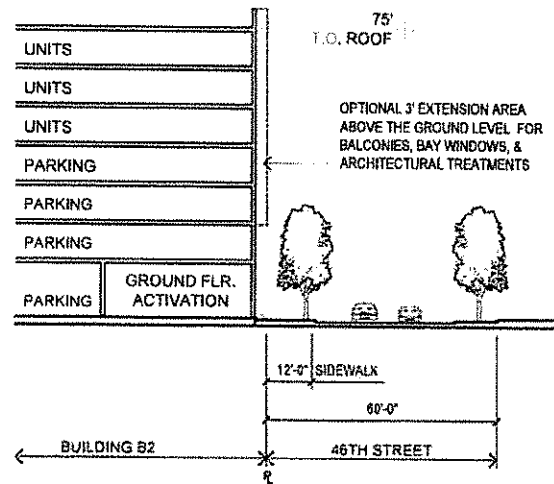 75'
T.O. ROOF
UNITS
UNITS
UNITS
PARKING
PARKING
PARKING
PARKING
GROUND FLR.
ACTIVATION
OPTIONAL 3' EXTENSION AREA
ABOVE THE GROUND LEVEL FOR
BALCONIES, BAY WINDOWS, &
ARCHITECTURAL TREATMENTS
12'-0" SIDEWALK
60'-0"
BUILDING B2
46TH STREET
PL